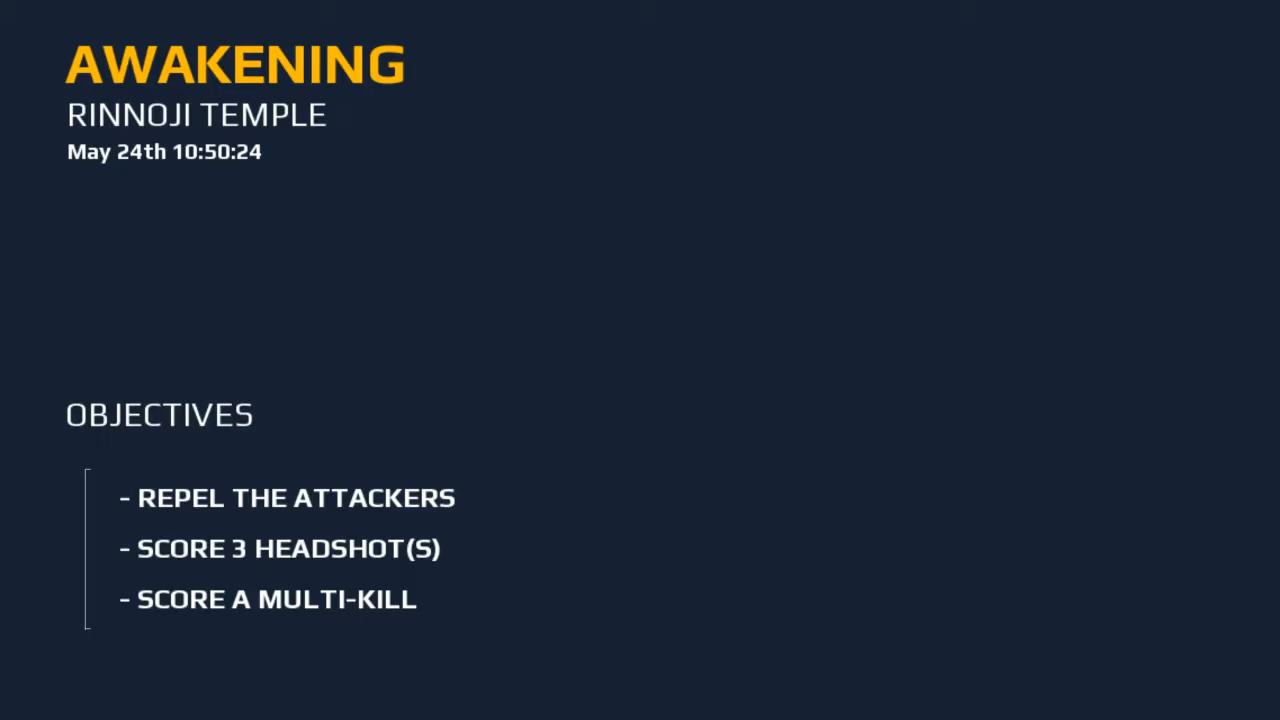 AWAKENING
RINNOJI TEMPLE
May 24th 10:50:24
OBJECTIVES
- REPEL THE ATTACKERS
- SCORE 3 HEADSHOT(S)
- SCORE A MULTI-KILL